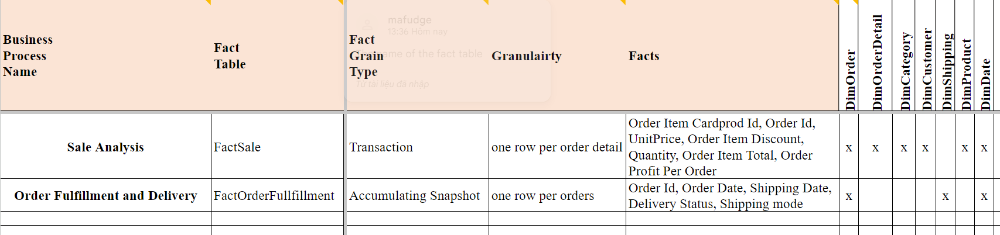 Business
Process
Name
Fact
Table
Fact
Grain
Type
Granulairty
Facts
DimOrder
DimOrderDetail
DimCategory
DimCustomer
DimShipping
DimProduct
DimDate
mafudge
13:36 Hôm nay
The name of the fact table
Từ tài liệu đã nhập
Sale Analysis
FactSale
Transaction
one row per order detail
Order Item Cardprod Id, Order Id,
UnitPrice, Order Item Discount,
Quantity, Order Item Total, Order
Profit Per Order
x x x x x x
Order Fulfillment and Delivery
FactOrderFullfillment
Accumulating Snapshot
one row per orders
Order Id, Order Date, Shipping Date,
Delivery Status, Shipping mode
x x x